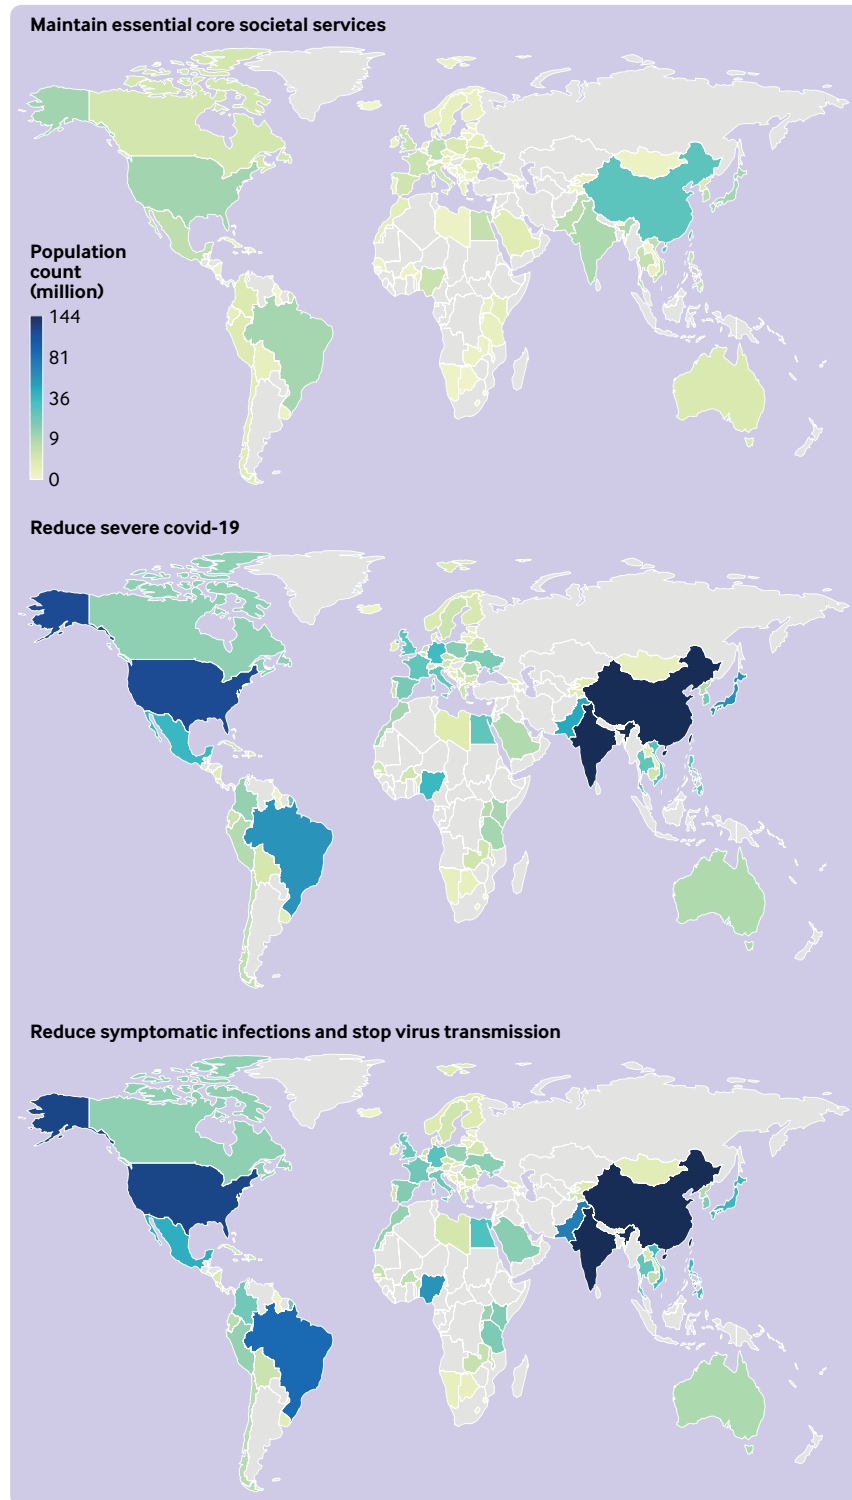 Maintain essential core societal services
Population
count
(million)
144
81
36
9
0
Reduce severe covid-19
Reduce symptomatic infections and stop virus transmission